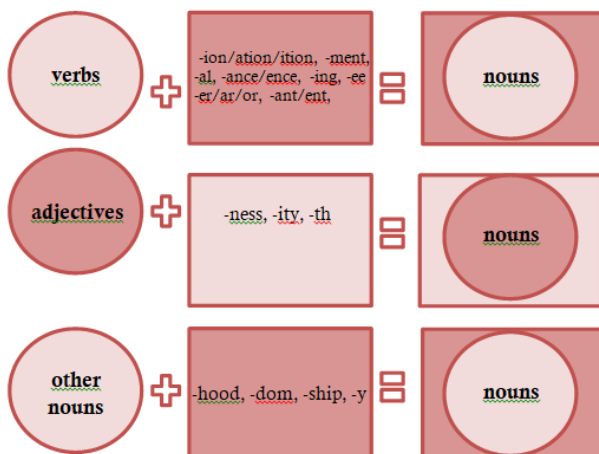 verbs
-ion/ation/ition, -ment,
-al, -ance/ence, -ing, -ee
-er/ar/or, -ant/ent,
nouns
adjectives
-ness, -ity, -th
nouns
other
nouns
-hood, -dom, -ship, -y
nouns